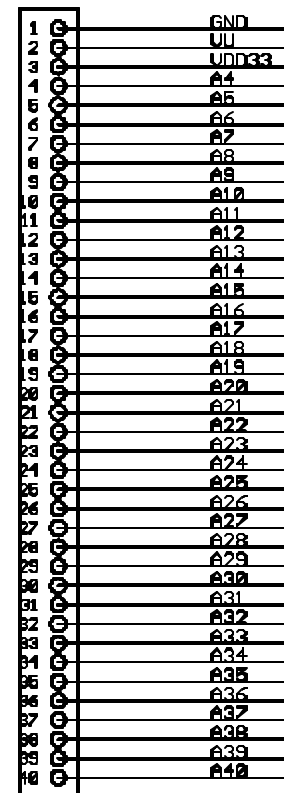 1 GND
2 UU
3 VDD33
4 A4
5 A5
6 A6
7 A7
8 A8
9 A9
10 A10
11 A11
12 A12
13 A13
14 A14
15 A15
16 A16
17 A17
18 A18
19 A19
20 A20
21 A21
22 A22
23 A23
24 A24
25 A25
26 A26
27 A27
28 A28
29 A29
30 A30
31 A31
32 A32
33 A33
34 A34
35 A35
36 A36
37 A37
38 A38
39 A39
40 A40